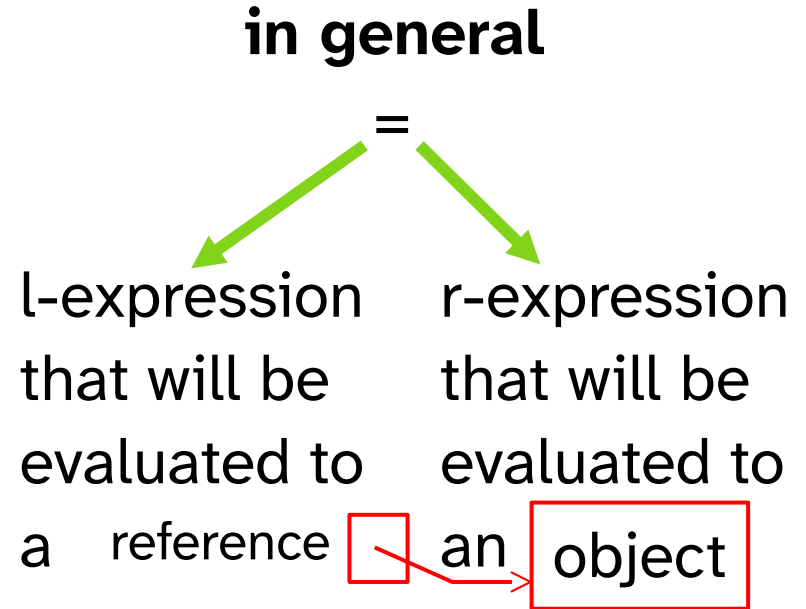 in general
=
l-expression
that will be
evaluated to
a reference
r-expression
that will be
evaluated to
an object